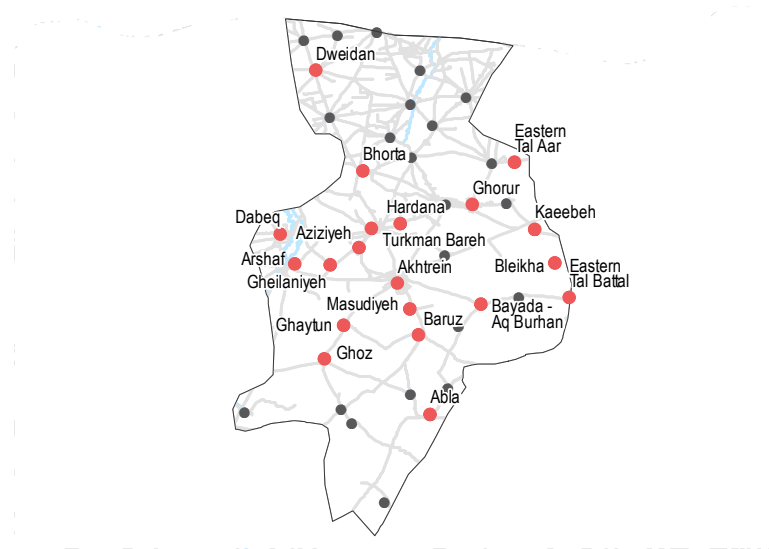 Dweidan
Eastern
Tal Aar
Bhorta
Ghorur
Hardana
Dabeq
Aziziyeh
Kaeebeh
Turkman Bareh
Arshaf
Bleikha
Eastern
Tal Battal
Gheilaniyeh
Akhtrein
Masudiyeh
Bayada -
Aq Burhan
Ghaytun
Baruz
Ghoz
Abla